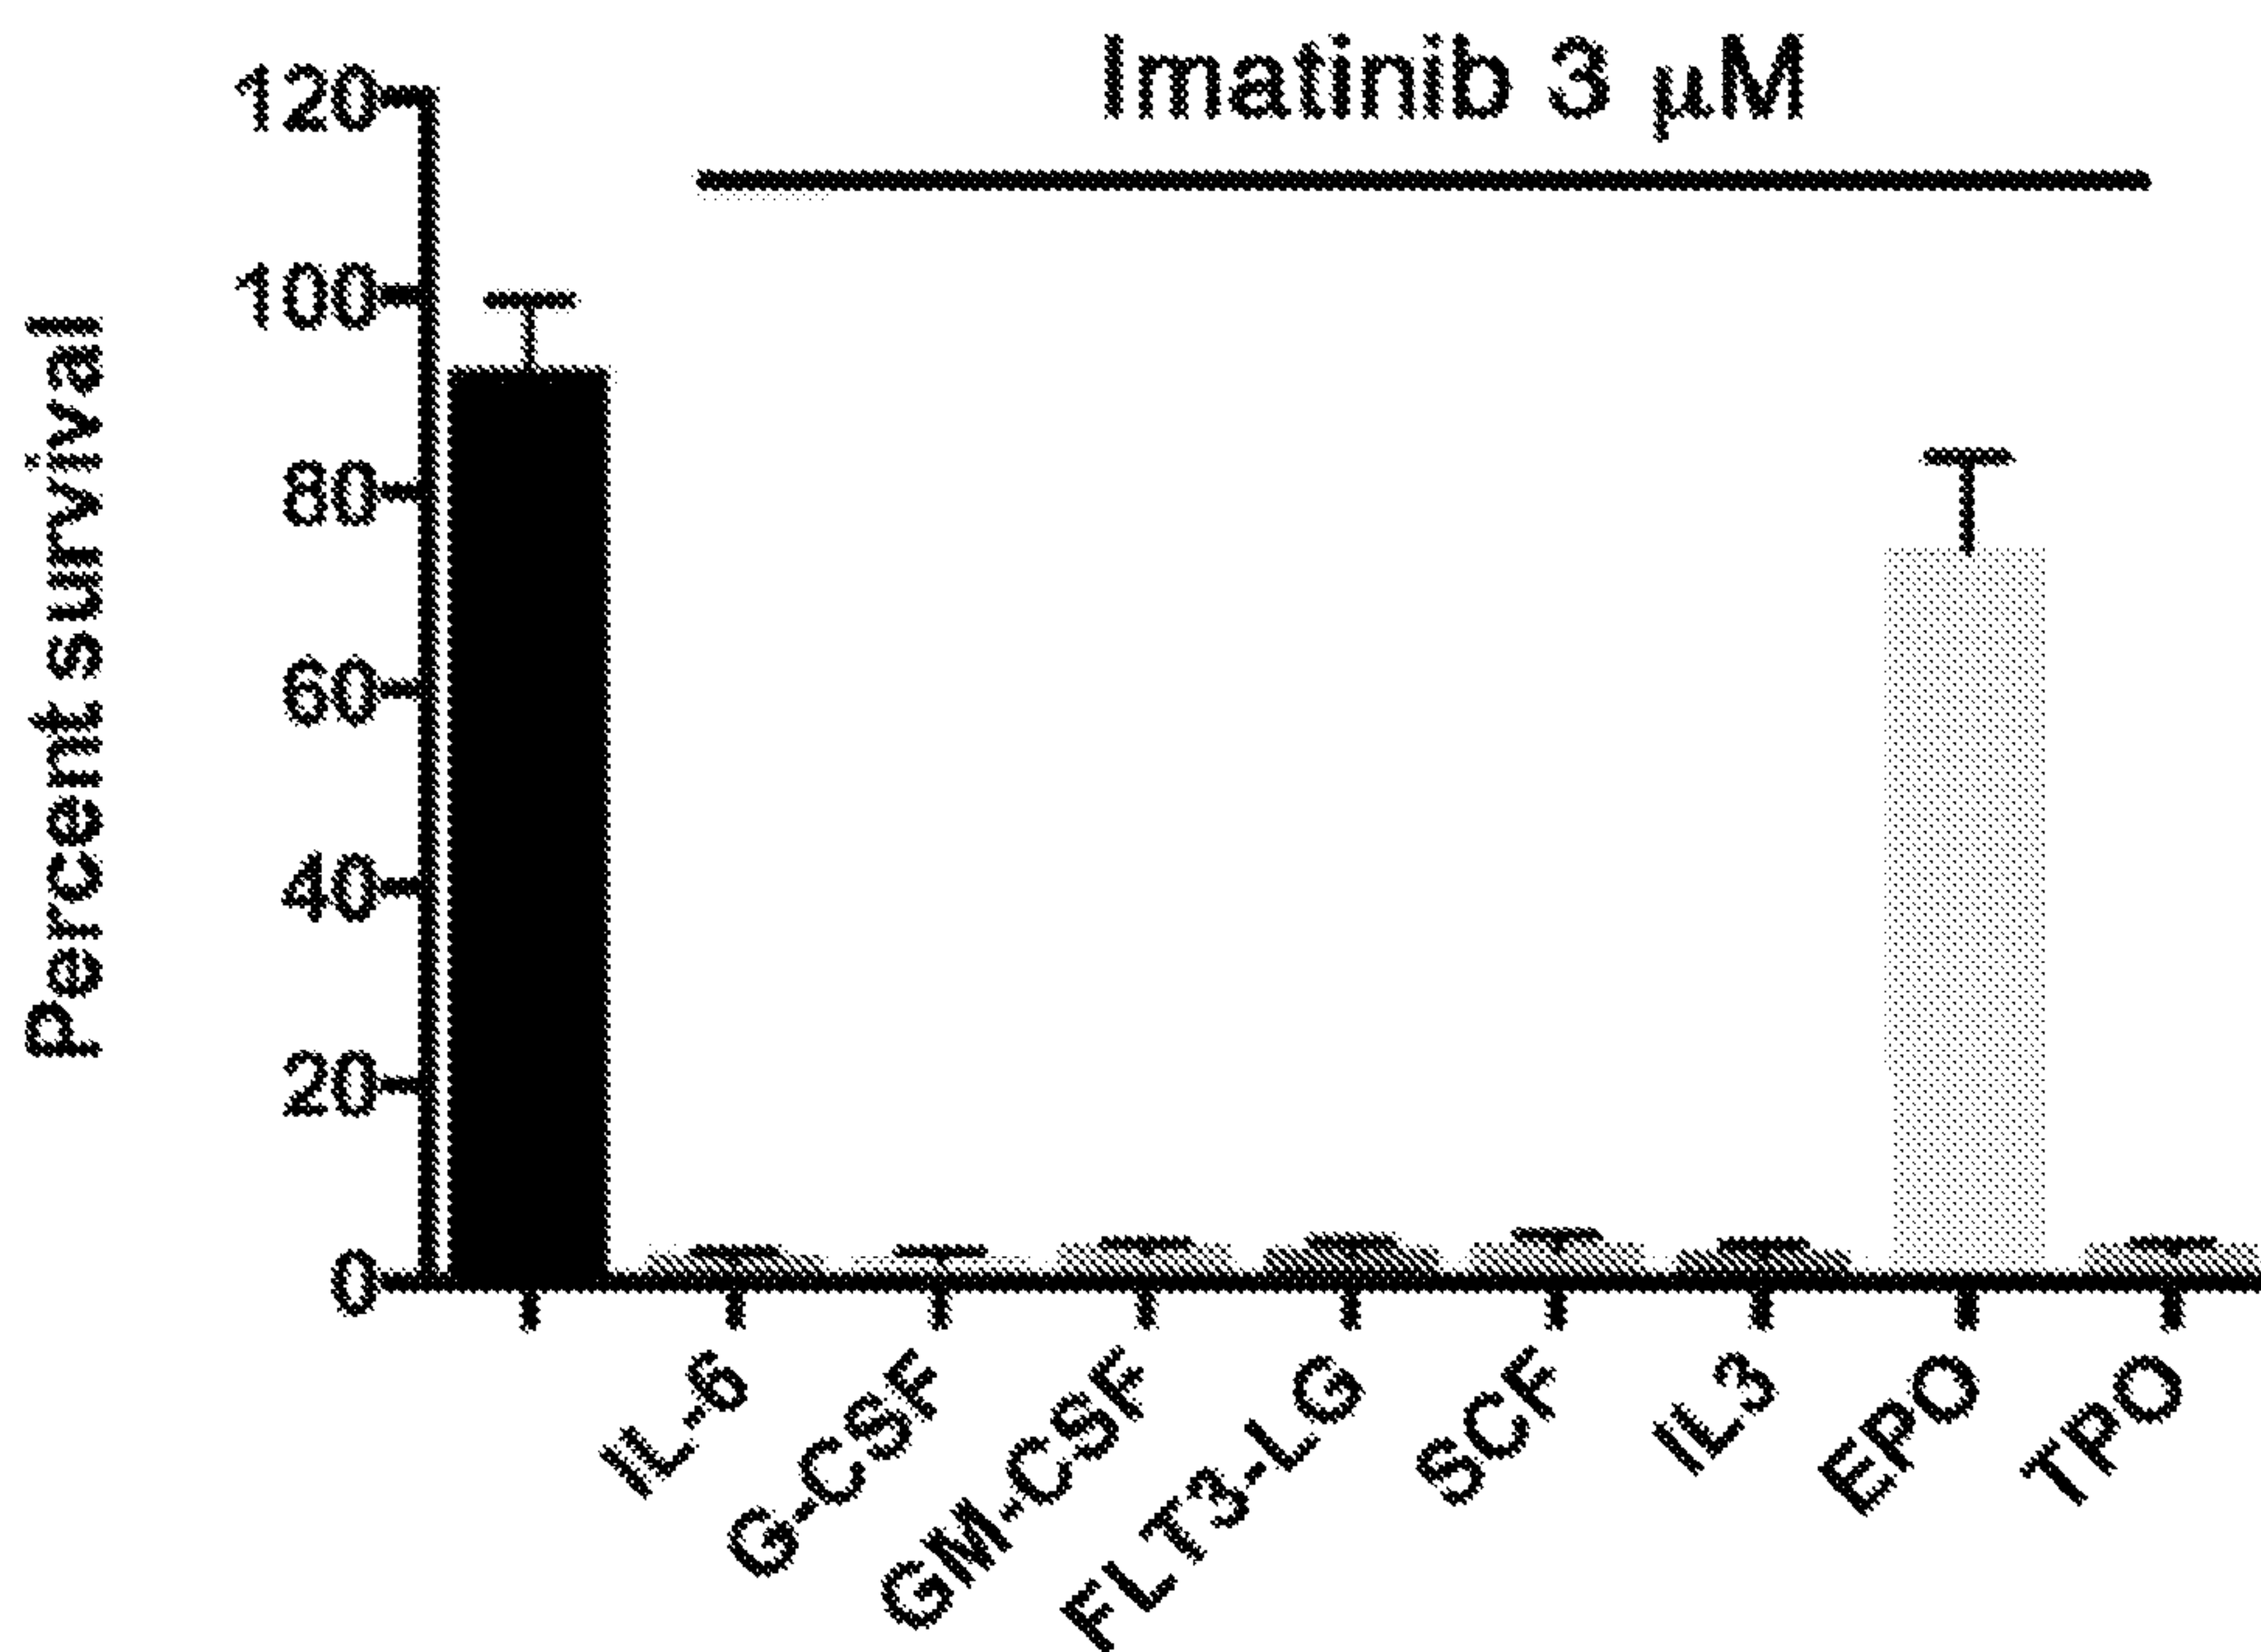 Imatinib 3 μM
Percent survival
120
100
80
60
40
20
0
IL-6
G-CSF
GM-CSF
FLT3-LG
SCF
IL3
EPO
TPO